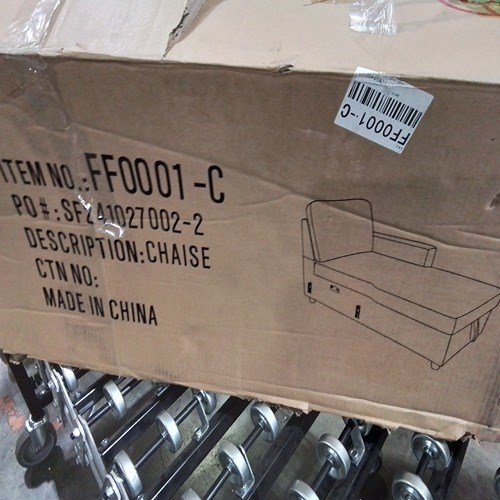 ITEM NO.:FF0001-C
PO#:SF241027002-2
DESCRIPTION:CHAISE
CTN NO:
MADE IN CHINA
FF0001-C